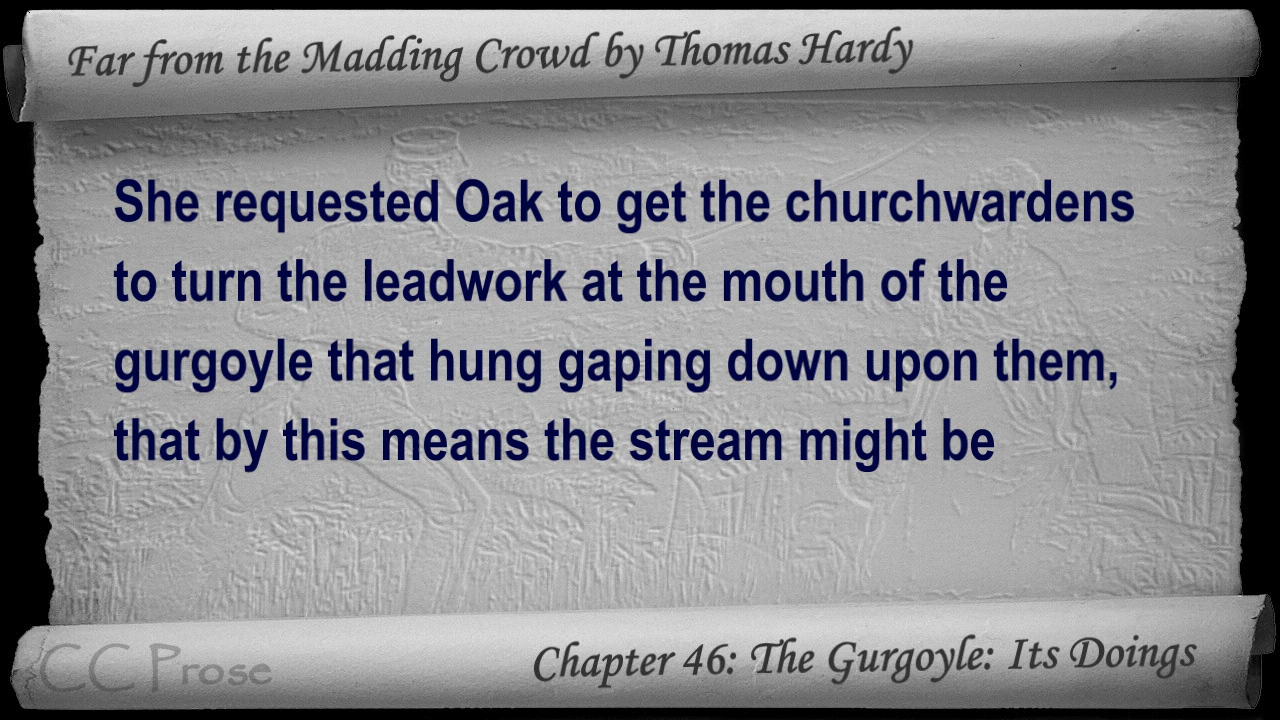 Far from the Madding Crowd by Thomas Hardy
She requested Oak to get the churchwardens
to turn the leadwork at the mouth of the
gurgoyle that hung gaping down upon them,
that by this means the stream might be
CC Prose
Chapter 46: The Gurgoyle: Its Doings